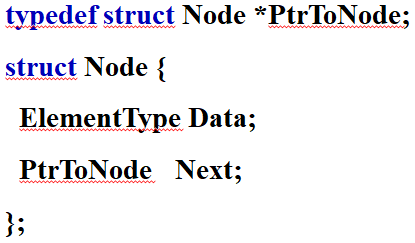 typedef struct Node *PtrToNode;
struct Node {
ElementType Data;
PtrToNode Next;
};